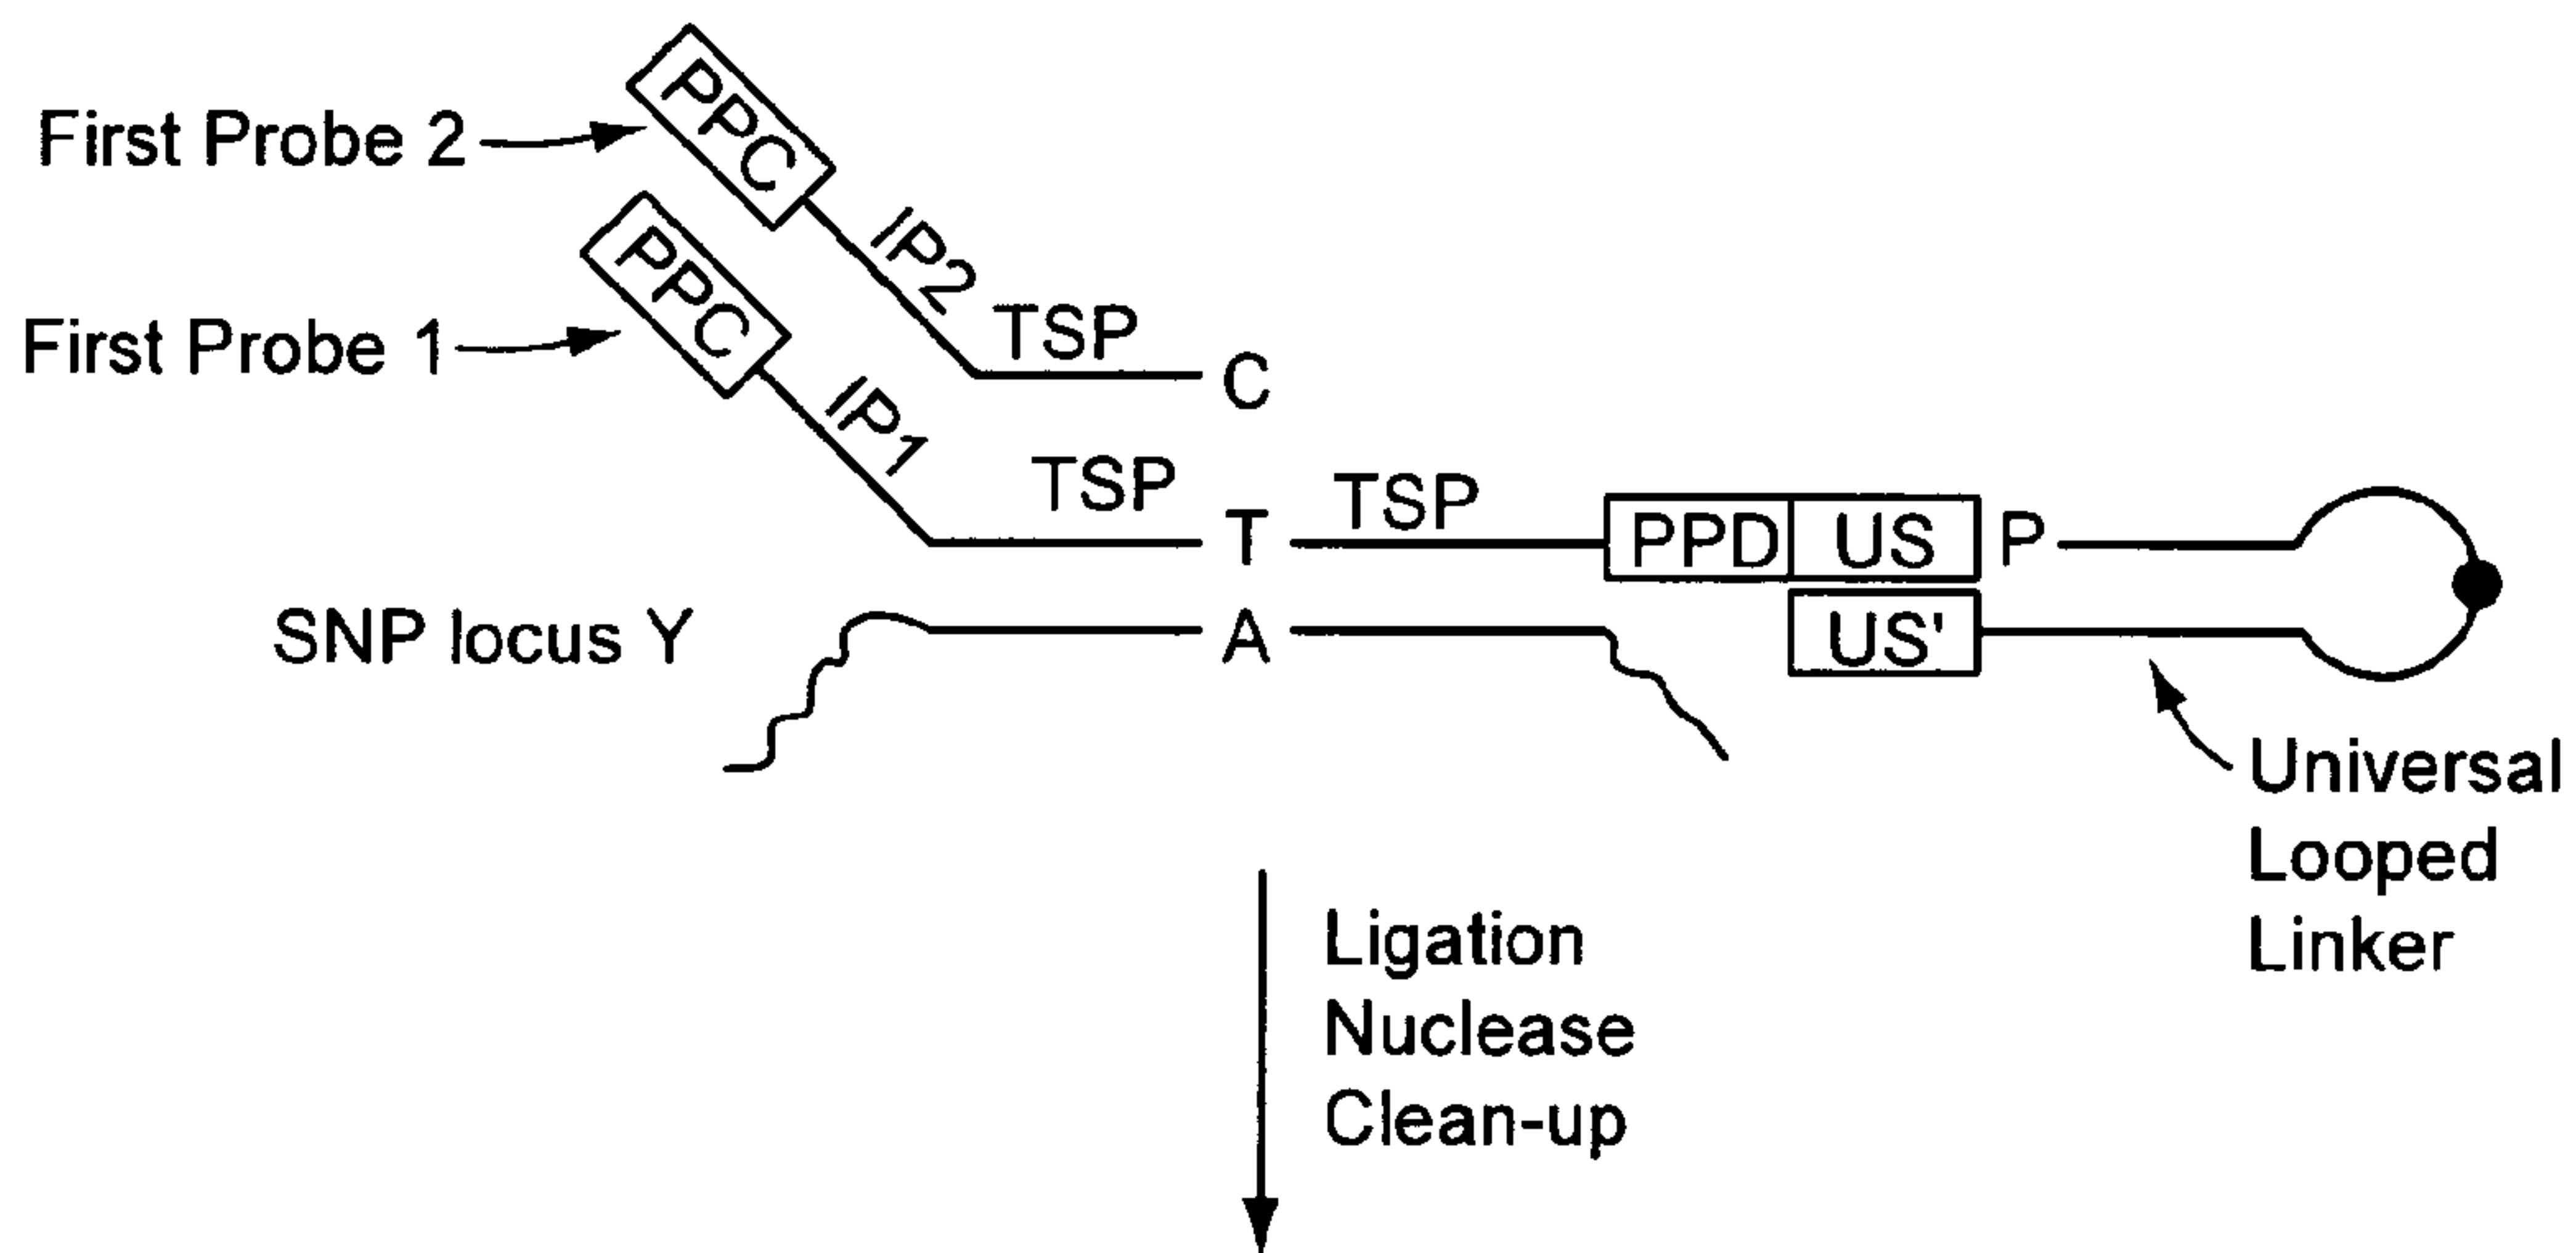 First Probe 2
PPC
IP2
TSP
C
First Probe 1
PPC
IP1
TSP
T
TSP
PPD
US
P
SNP locus Y
A
US'
Universal
Looped
Linker
Ligation
Nuclease
Clean-up